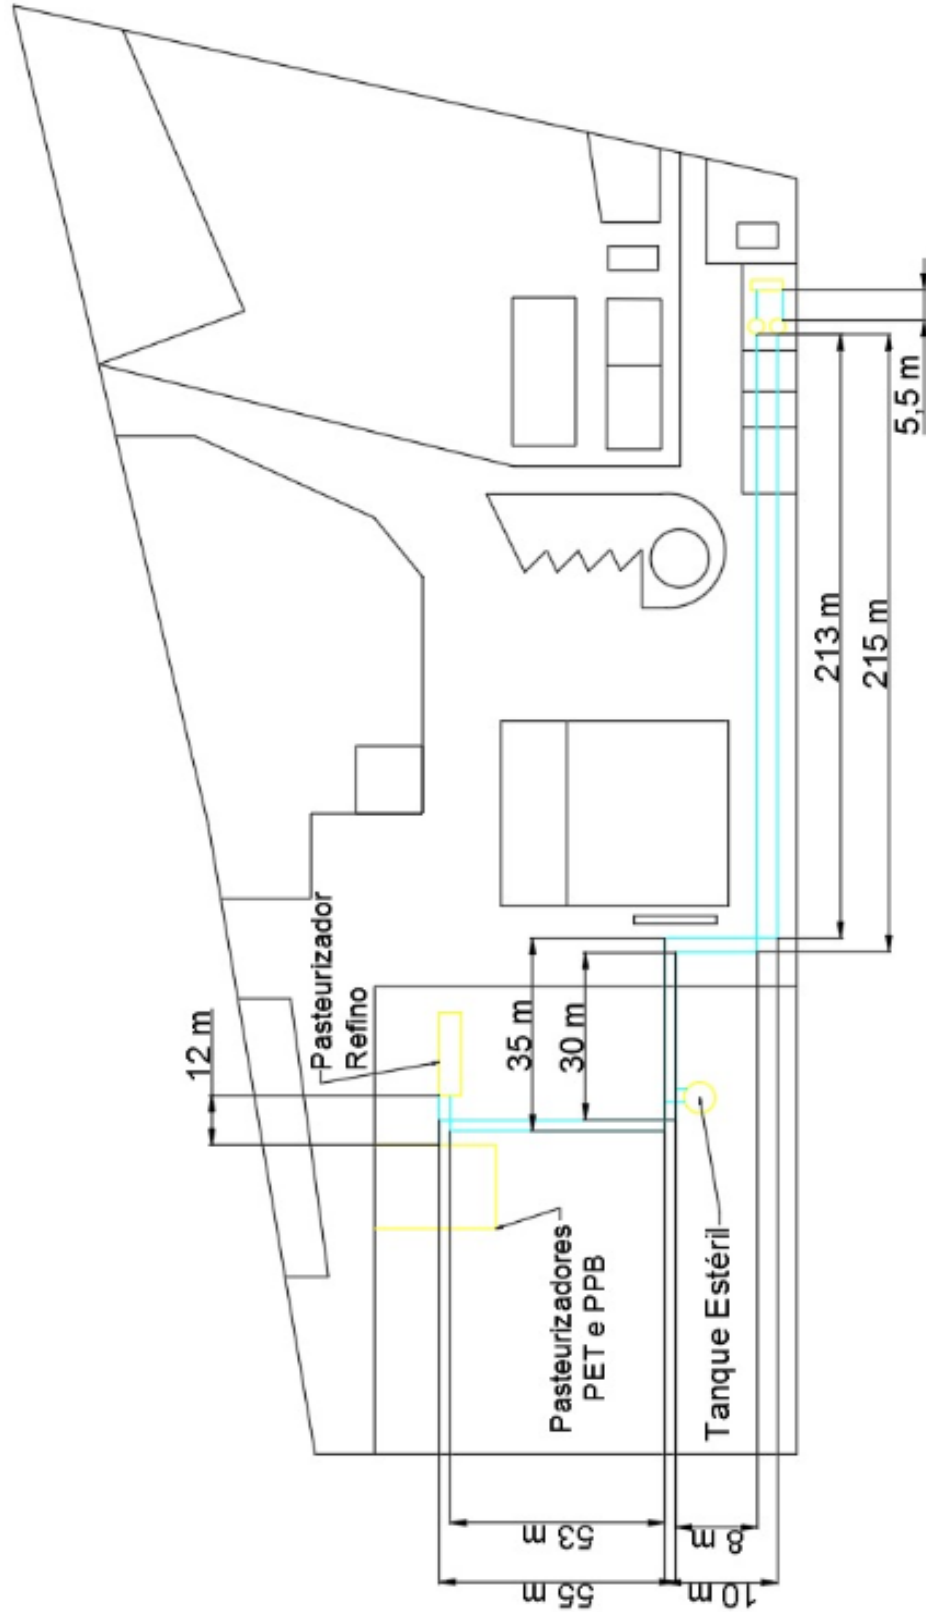 12 m
Pasteurizador
Refino
35 m
30 m
Pasteurizadores
PET e PPB
Tanque Estéril
53 m
55 m
8 m
10 m
213 m
215 m
5,5 m